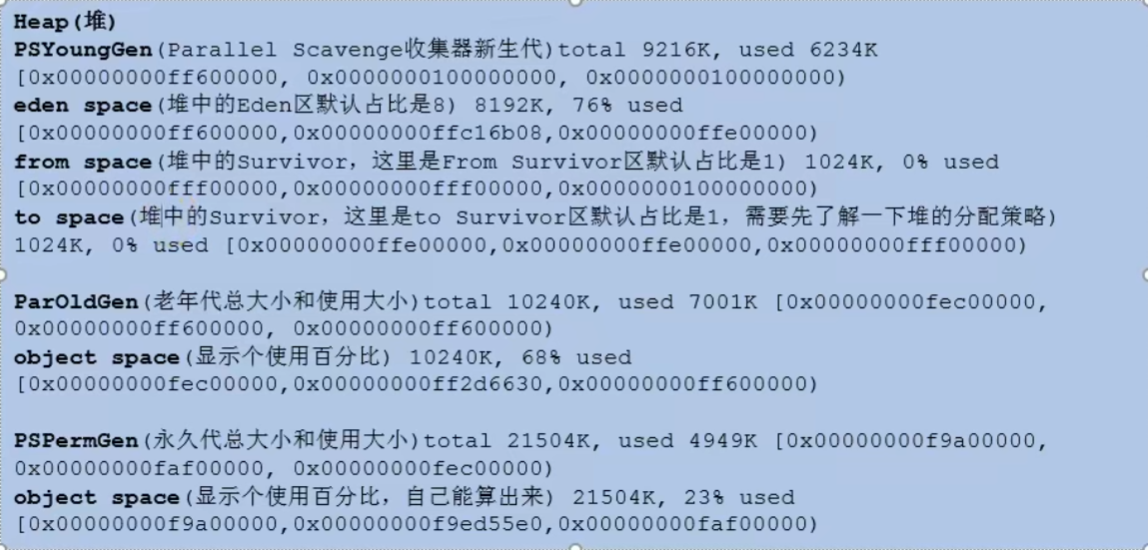 Heap(堆)
PSYoungGen(Parallel Scavenge收集器新生代)total 9216K, used 6234K
[0x00000000ff600000, 0x0000000100000000, 0x0000000100000000)
eden space(堆中的Eden区默认占比是8) 8192K, 76% used
[0x00000000ff600000,0x00000000ffc16b08,0x00000000ffe00000)
from space(堆中的Survivor，这里是From Survivor区默认占比是1) 1024K, 0% used
[0x00000000fff00000,0x00000000fff00000,0x0000000100000000)
to space(堆中的Survivor，这里是to Survivor区默认占比是1，需要先了解一下堆的分配策略)
1024K, 0% used [0x00000000ffe00000,0x00000000ffe00000,0x00000000fff00000)
ParOldGen(老年代总大小和使用大小)total 10240K, used 7001K [0x00000000fec00000,
0x00000000ff600000, 0x00000000ff600000)
object space(显示个使用百分比) 10240K, 68% used
[0x00000000fec00000,0x00000000ff2d6630,0x00000000ff600000)
PSPermGen(永久代总大小和使用大小)total 21504K, used 4949K [0x00000000f9a00000,
0x00000000faf00000, 0x00000000fec00000)
object space(显示个使用百分比，自己能算出来) 21504K, 23% used
[0x00000000f9a00000,0x00000000f9ed55e0,0x00000000faf00000)